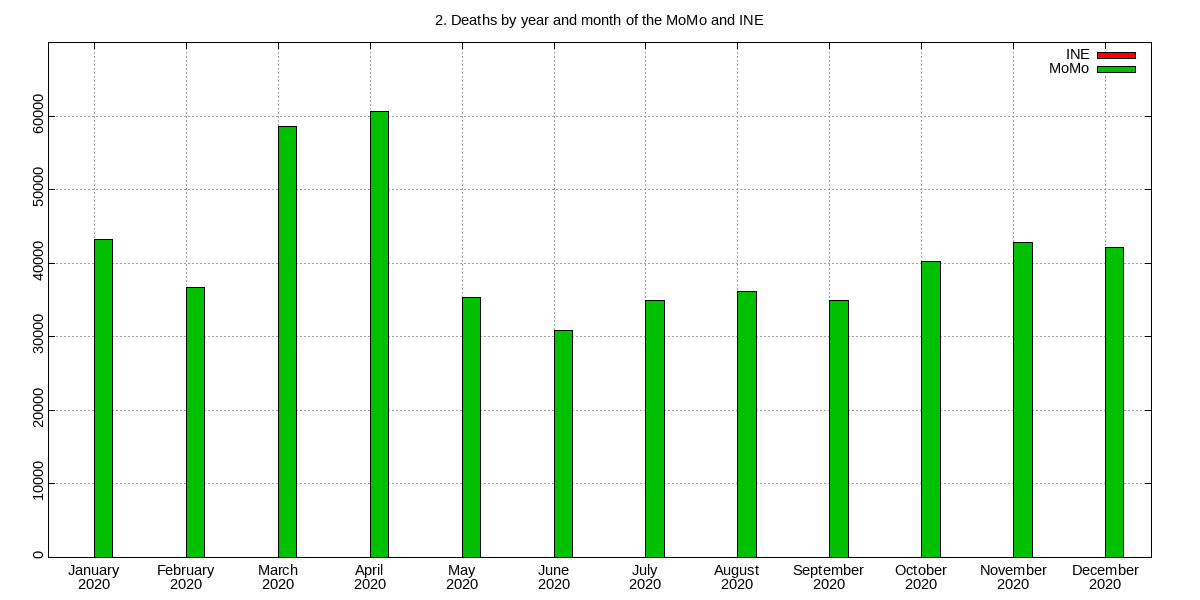 2. Deaths by year and month of the MoMo and INE
INE
MoMo
60000
50000
40000
30000
20000
10000
0
January February March April May June July August September October November December
2020 2020 2020 2020 2020 2020 2020 2020 2020 2020 2020 2020